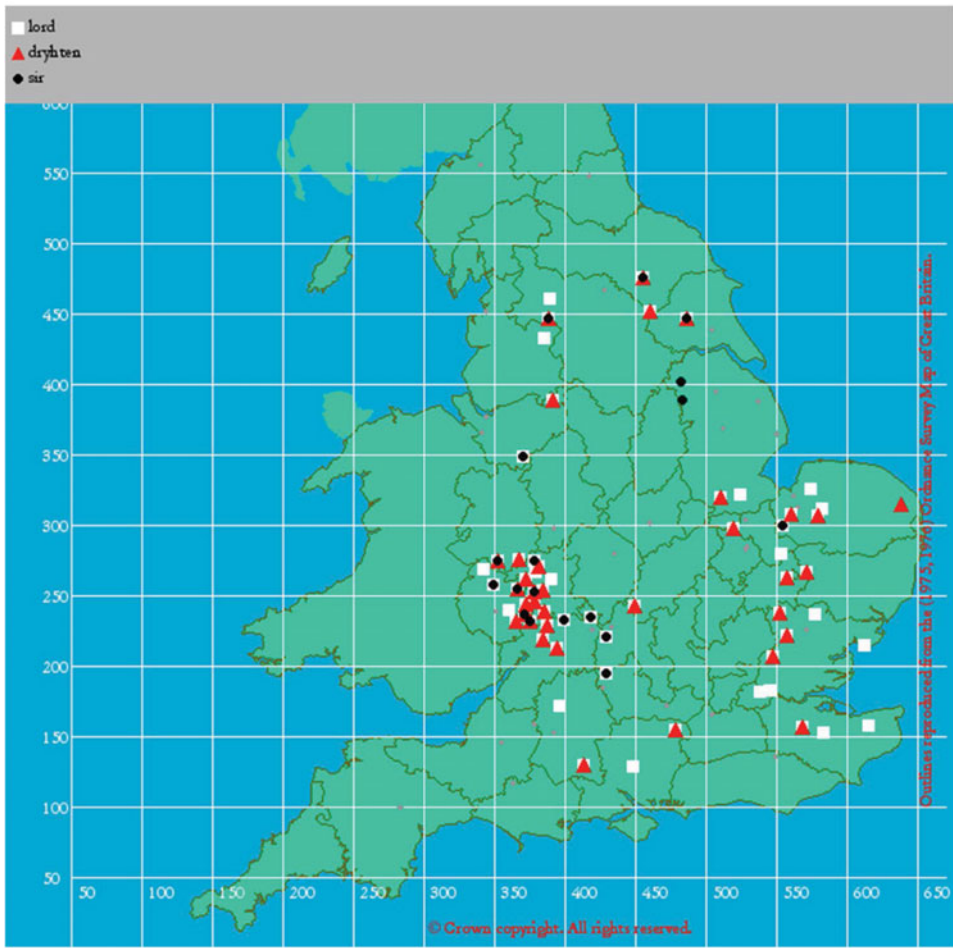 lord
dryhten
sir
600
550
500
450
400
350
300
250
200
150
100
50
50 100 150 200 250 300 350 400 450 500 550 600 650
Outlines reproduced from the (1975, 1976) Ordnance Survey Map of Great Britain.
© Crown copyright. All rights reserved.